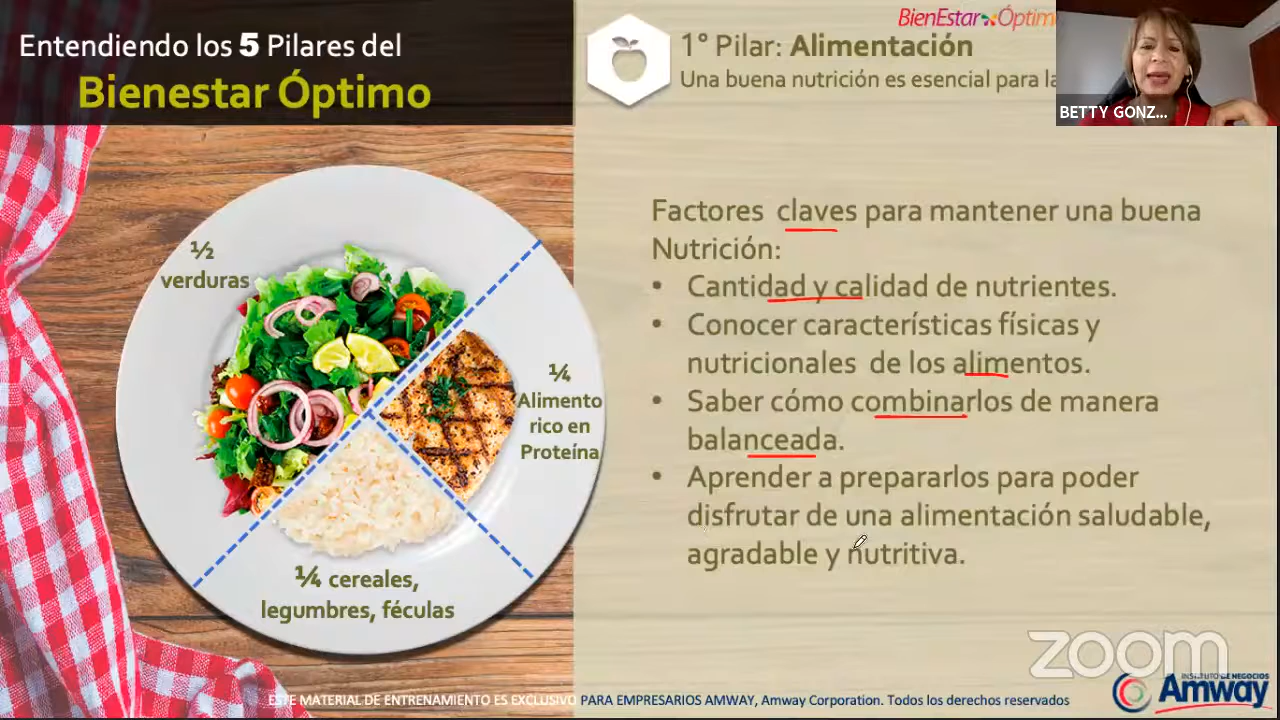 Entendiendo los 5 Pilares del
Bienestar Óptimo
BienEstar Óptim
1° Pilar: Alimentación
Una buena nutrición es esencial para la
BETTY GONZ...
½
verduras
¼
Alimento
rico en
Proteína
¼ cereales,
legumbres, féculas
Factores claves para mantener una buena
Nutrición:
• Cantidad y calidad de nutrientes.
• Conocer características físicas y
nutricionales de los alimentos.
• Saber cómo combinarlos de manera
balanceada.
• Aprender a prepararlos para poder
disfrutar de una alimentación saludable,
agradable y nutritiva.
zoom
INSTITUTO DE NEGOCIOS
Amway
ESTE MATERIAL DE ENTRENAMIENTO ES EXCLUSIVO PARA EMPRESARIOS AMWAY, Amway Corporation. Todos los derechos reservados